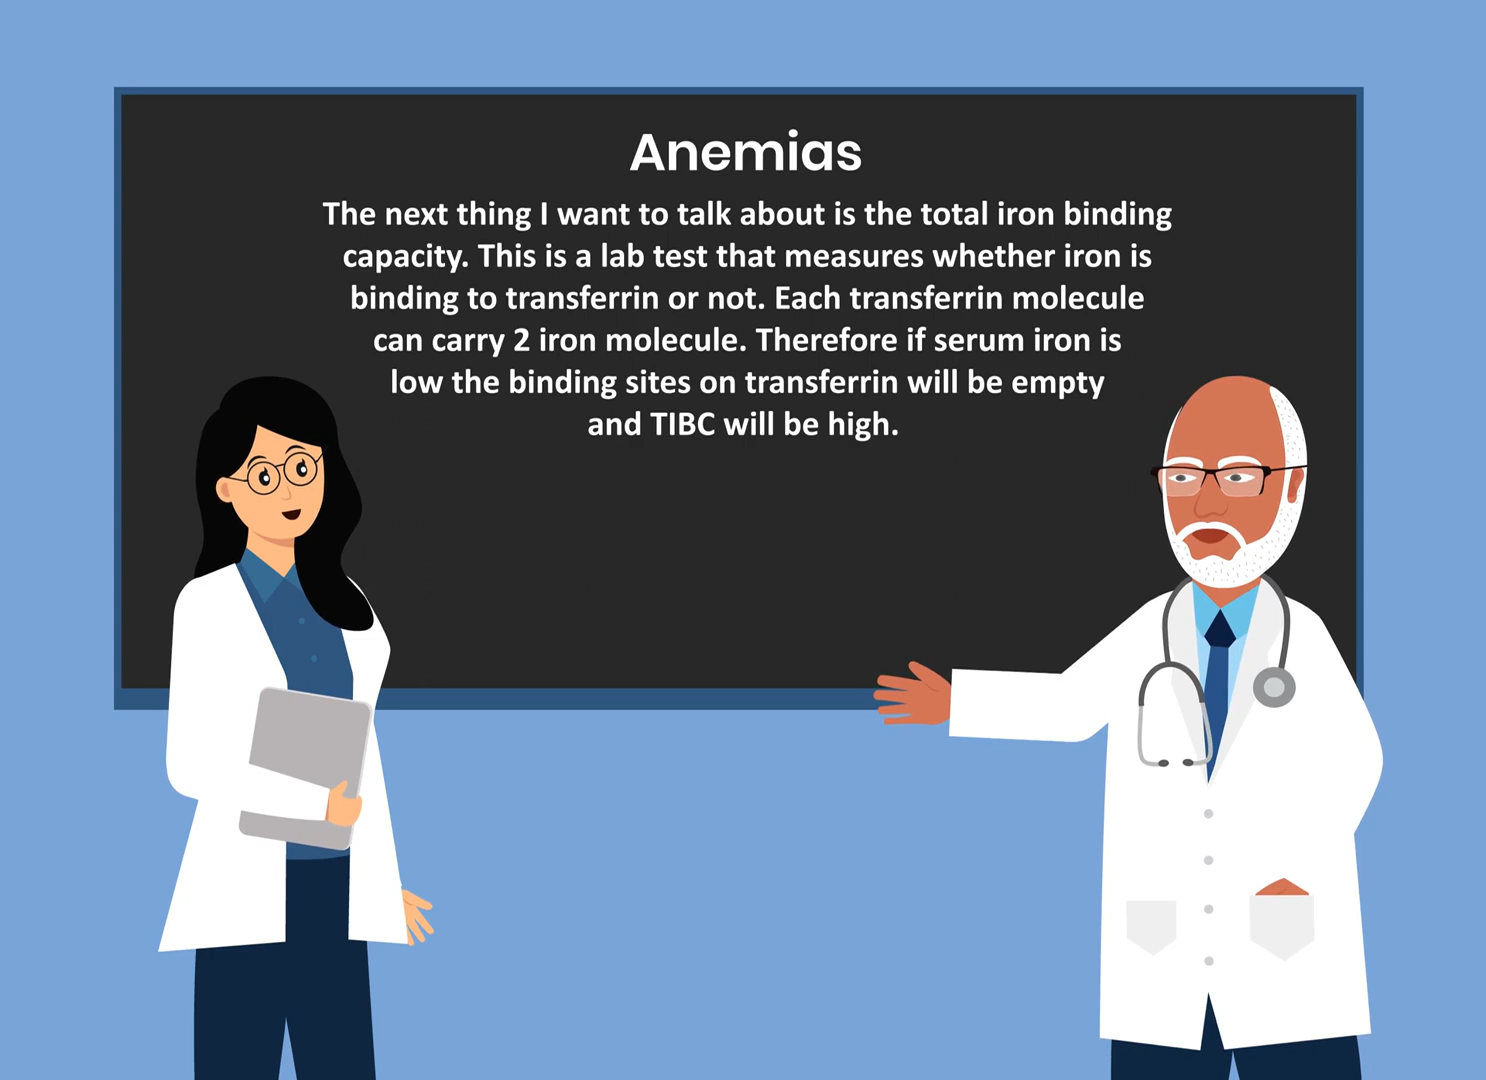 Anemias
The next thing I want to talk about is the total iron binding
capacity. This is a lab test that measures whether iron is
binding to transferrin or not. Each transferrin molecule
can carry 2 iron molecule. Therefore if serum iron is
low the binding sites on transferrin will be empty
and TIBC will be high.